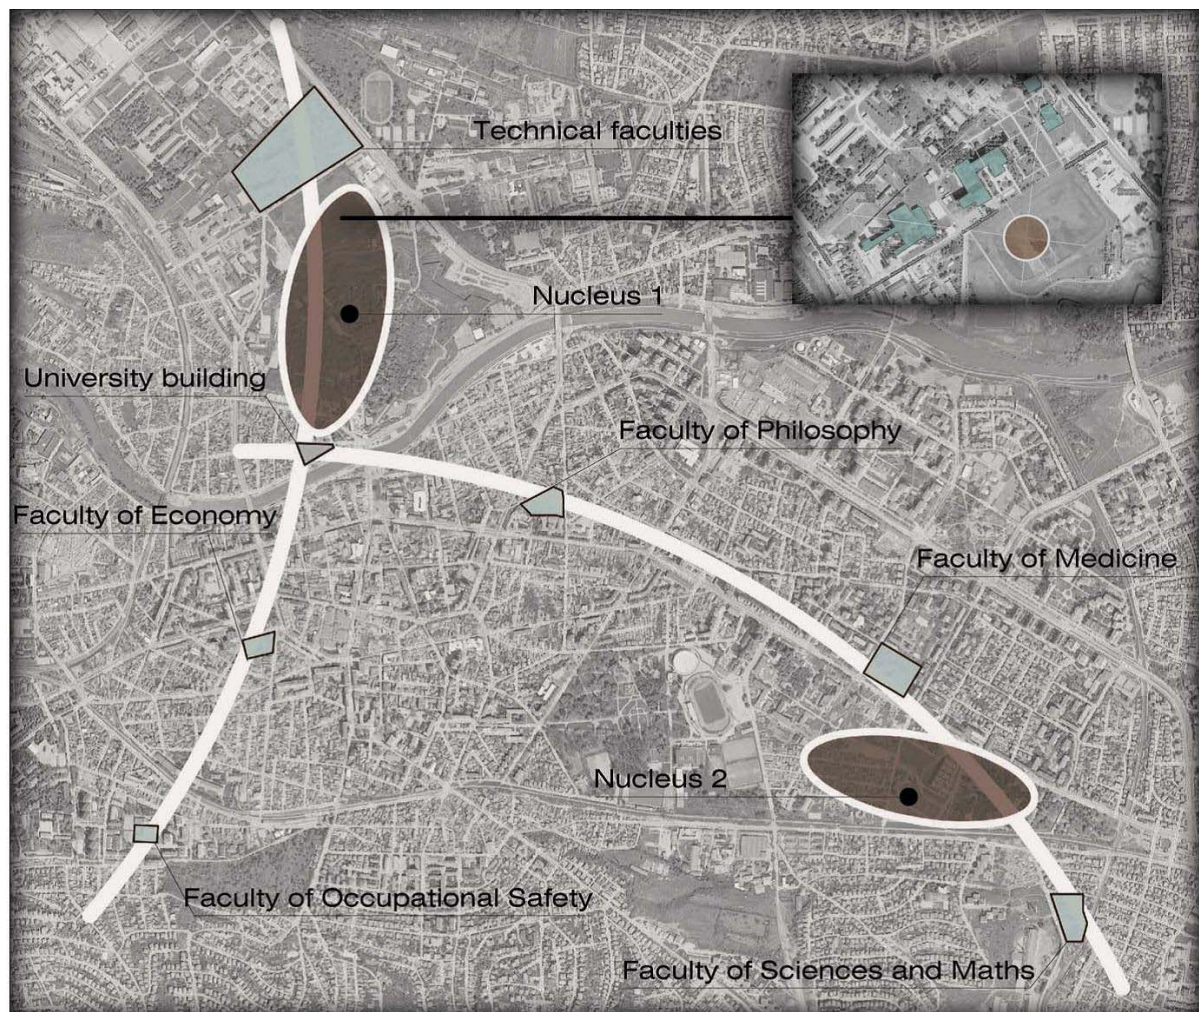 Technical faculties
Nucleus 1
University building
Faculty of Philosophy
Faculty of Economy
Faculty of Medicine
Nucleus 2
Faculty of Occupational Safety
Faculty of Sciences and Maths